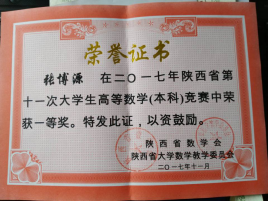 荣誉证书
张博源 在二〇一七年陕西省第
十一次大学生高等数学(本科)竞赛中荣
获一等奖。特发此证，以资鼓励。
陕西省数学会
陕西省大学数学教学委员会
二〇一七年十一月